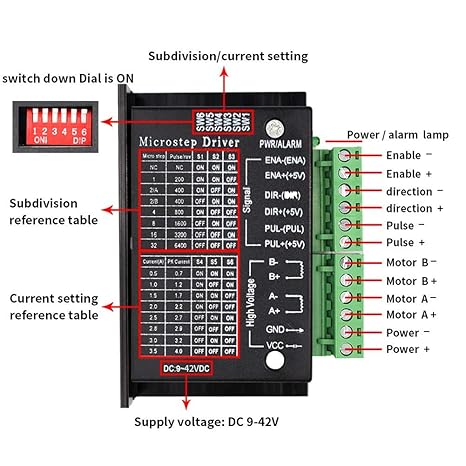 Subdivision/current setting
switch down Dial is ON
1 2 3 4 5 6
ON DIP
SW6
SW5
SW4
SW3
SW2
SW1
Microstep Driver
PWR/ALARM
Power / alarm lamp
Subdivision
reference table
Micro step Pulse/rev S1 S2 S3
NC NC ON ON ON
1 200 ON ON OFF
2/A 400 ON OFF ON
2/B 400 OFF ON ON
4 800 ON OFF OFF
8 1600 OFF ON OFF
16 3200 OFF OFF ON
32 6400 OFF OFF OFF
Current setting
reference table
Current(A) PK Current S4 S5 S6
0.5 0.7 ON ON ON
1.0 1.2 ON OFF ON
1.5 1.7 ON ON OFF
2.0 2.2 ON OFF OFF
2.5 2.7 OFF ON ON
2.8 2.9 OFF OFF ON
3.0 3.2 OFF ON OFF
3.5 4.0 OFF OFF OFF
DC:9~42VDC
Supply voltage: DC 9-42V
Signal
ENA-(ENA)
ENA+(+5V)
DIR-(DIR)
DIR+(+5V)
PUL-(PUL)
PUL+(+5V)
High Voltage
B-
B+
A-
A+
GND
VCC
Enable −
Enable +
direction −
direction +
Pulse −
Pulse +
Motor B−
Motor B+
Motor A−
Motor A+
Power −
Power +